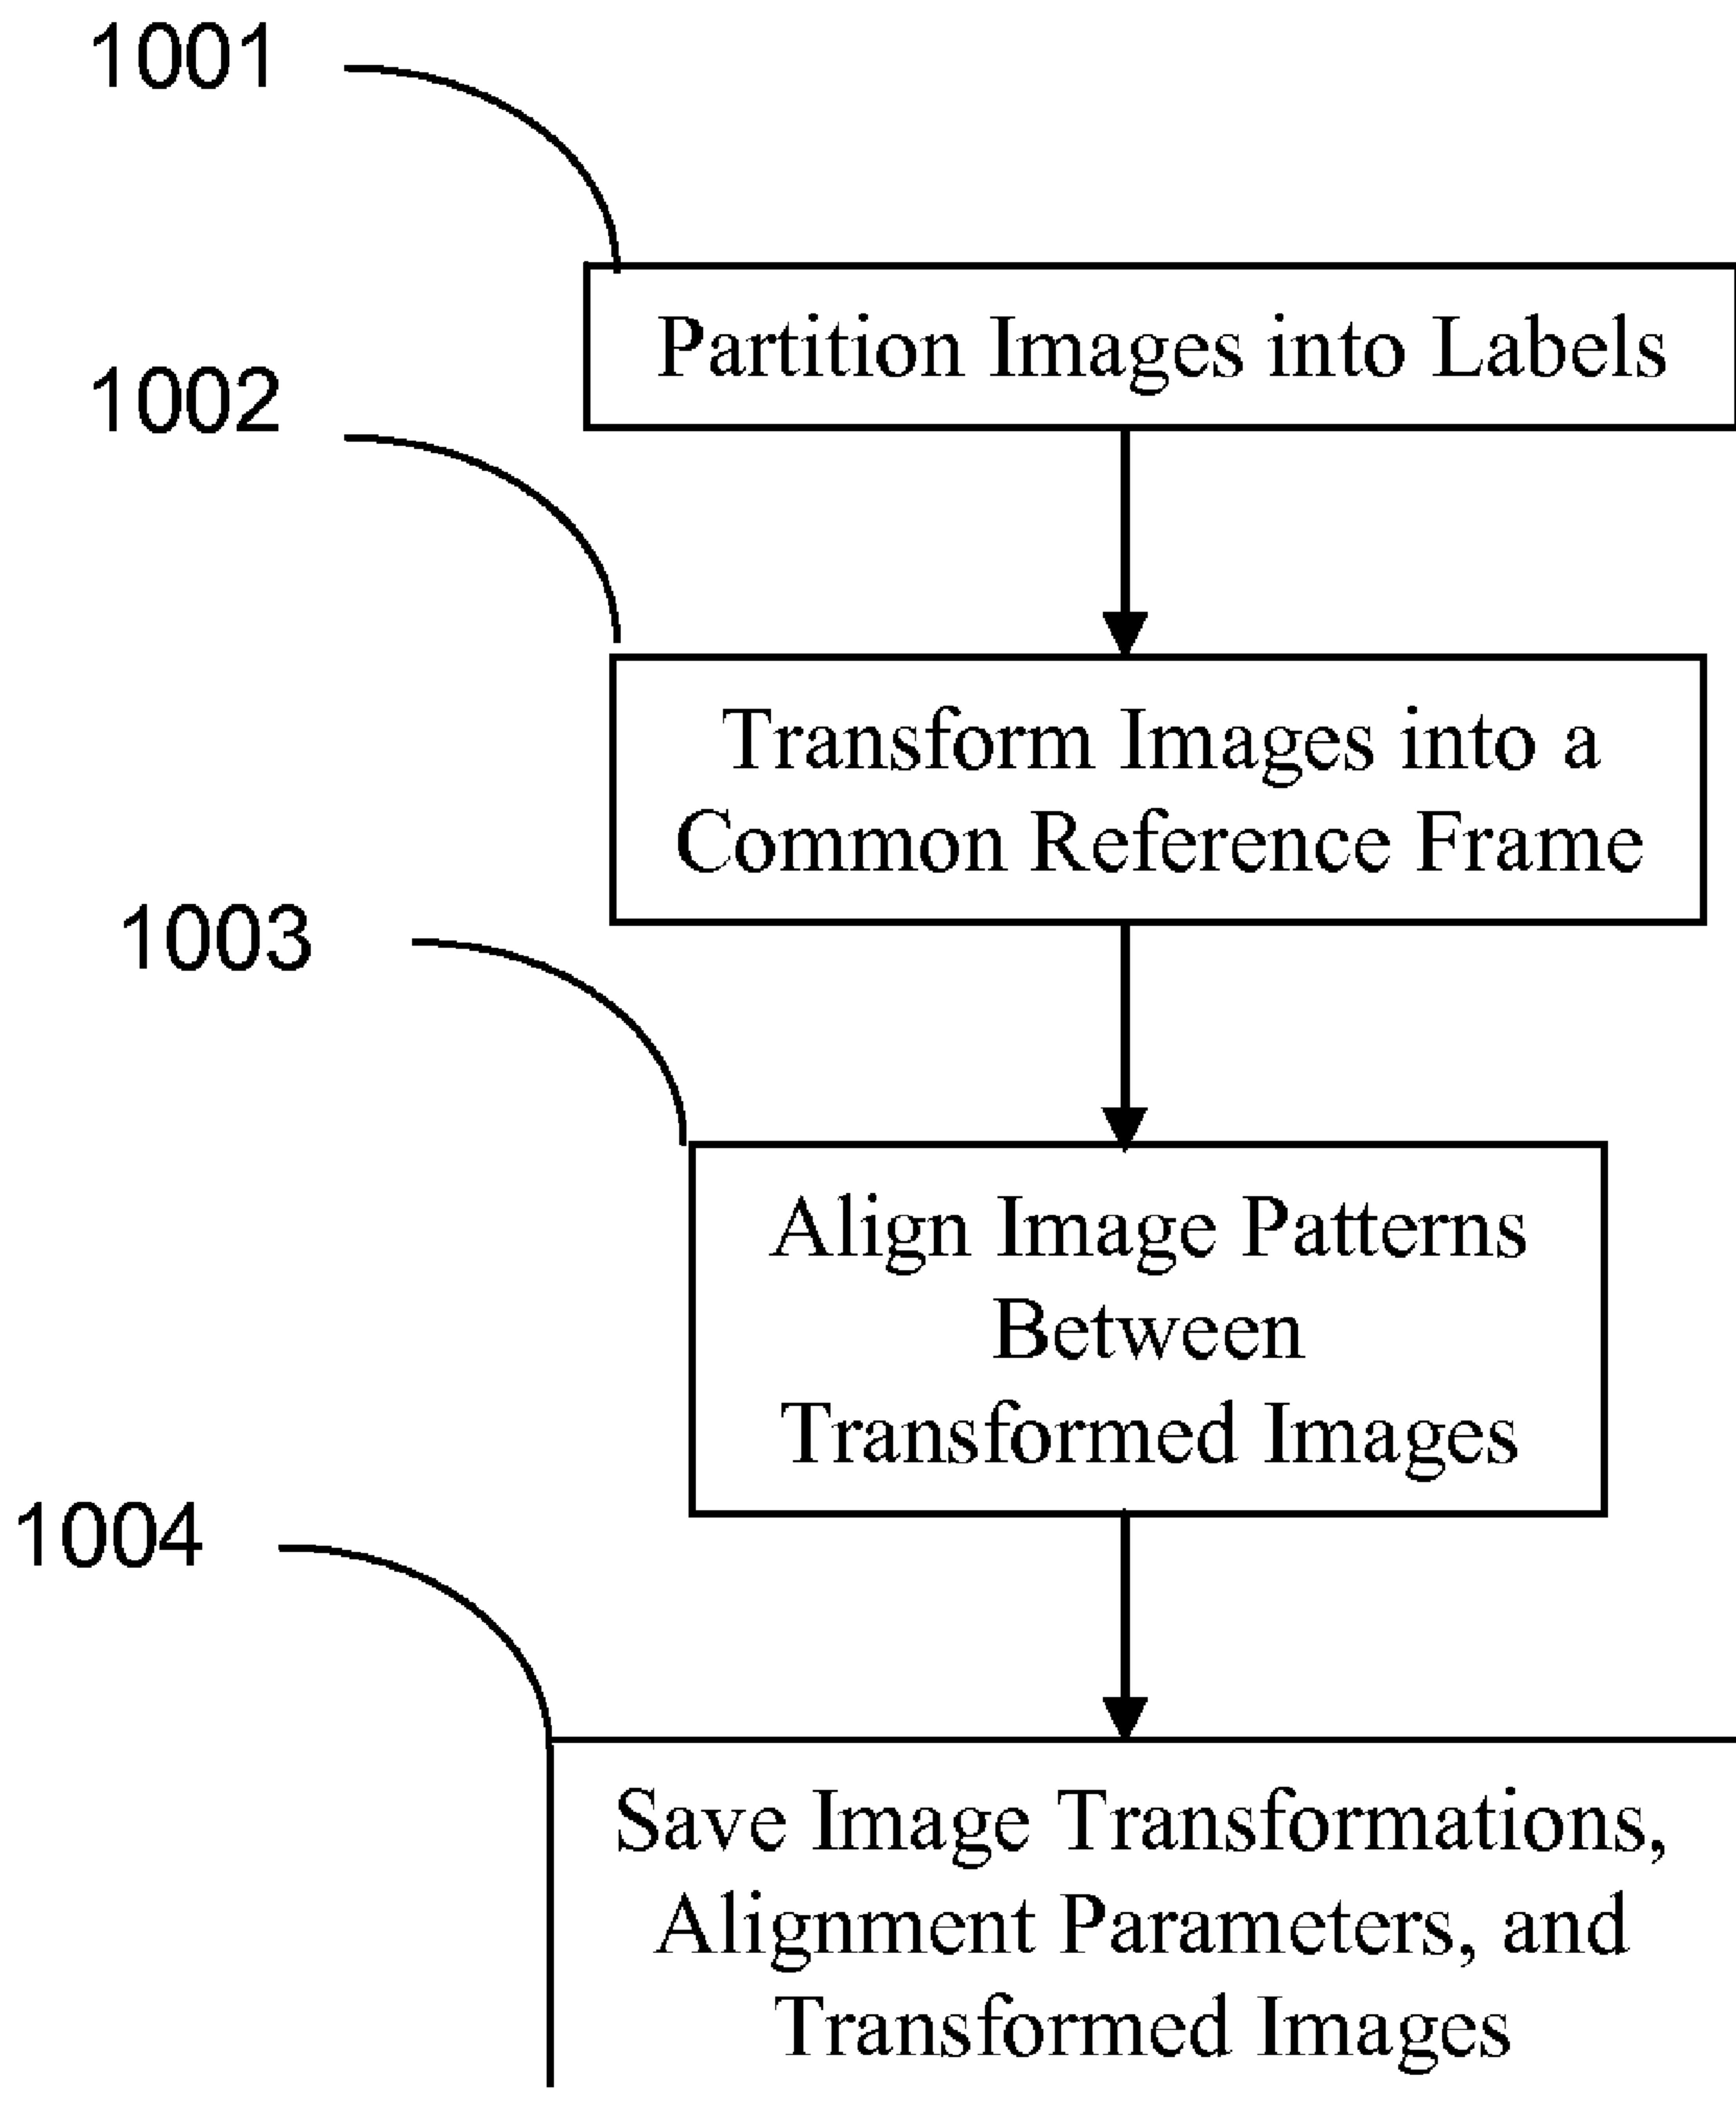 1001
Partition Images into Labels
1002
Transform Images into a
Common Reference Frame
1003
Align Image Patterns
Between
Transformed Images
1004
Save Image Transformations,
Alignment Parameters, and
Transformed Images